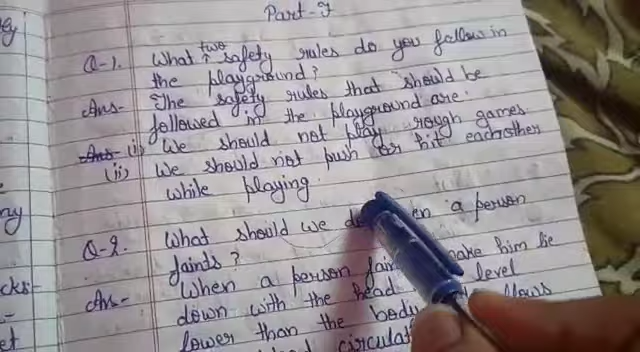 Part-I
Q-1. What two safety rules do you follow in
the playground?
Ans- The safety rules that should be
followed in the playground are.
(i) We should not play rough games.
(ii) We should not push or hit eachother
while playing.
Q-2. What should we do a person
faints?
Ans- When a person make him lie
down with the head level
lower than the body
circulat